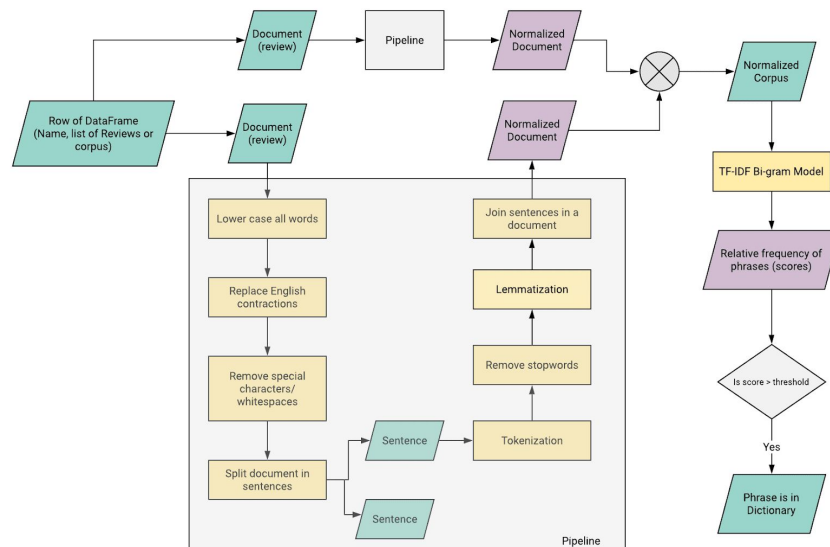 Document
(review)
Pipeline
Normalized
Document
Normalized
Corpus
Row of DataFrame
(Name, list of Reviews or
corpus)
Document
(review)
Normalized
Document
TF-IDF Bi-gram Model
Lower case all words
Join sentences in a
document
Relative frequency of
phrases (scores)
Replace English
contractions
Lemmatization
Remove special
characters/
whitespaces
Remove stopwords
Is score > threshold
Sentence
Tokenization
Yes
Split document in
sentences
Sentence
Phrase is in
Dictionary
Pipeline